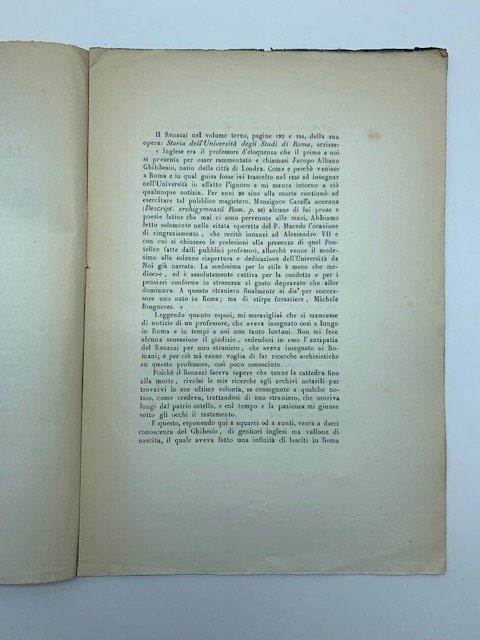 Il Renazzi nel volume terzo, pagine 192 e 194, della sua
opera: Storia dell'Università degli Studi di Roma, scrisse:
« Inglese era il professor d'eloquenza che il primo a noi
si presenta per esser rammentato e chiamasi Jacopo Albano
Ghibbesio, natio della città di Londra. Come e perchè venisse
a Roma e in qual guisa fosse ivi trascelto nel ad insegnar
nell'Università io affatto l'ignoro e mi manca intorno a ciò
qualunque notizia. Per anni 29 sino alla morte continuò ad
esercitare tal pubblico magistero. Monsignor Caraffa accenna
(Descript. archigymnasii Rom. p. ) alcune di lui prose e
poesie latine che mai ci sono pervenute alle mani. Abbiamo
letto solamente nella citata operetta del P. Macedo l'orazione
di ringraziamento, che recitò innanzi ad Alessandro VII e
con cui si chiusero le prelezioni alla presenza di quel Pon-
tefice fatte dalli pubblici professori, allorchè venne il mede-
simo alla solenne riapertura e dedicazione dell'Università da
Noi già narrata. La medesima per lo stile è meno che me-
diocre, ed è assolutamente cattiva per la condotta e per i
pensieri conforme in stranezza al gusto depravato che allor
dominava. A questo straniero finalmente si die' per succes-
sore uno nato in Roma; ma di stirpe forastiere, Michele
Brugueres. »
Leggendo quanto esposi, mi meravigliai che si mancasse
di notizie di un professore, che aveva insegnato così a lungo
in Roma e in tempi a noi non tanto lontani. Non mi fece
alcuna sensazione il giudizio, vedendosi in esso l'antipatia
del Renazzi per uno straniero, che aveva insegnato ai Ro-
mani; e per ciò mi venne voglia di far ricerche archivistiche
su questo professore, così poco conosciuto.
Poichè il Renazzi faceva sapere che tenne la cattedra fino
alla morte, rivolsi le mie ricerche agli archivi notarili per
trovarvi le sue ultime volontà, se consegnate a qualche no-
taio, come credeva, trattandosi di uno straniero, che moriva
lungi dal patrio ostello, e col tempo e la pazienza mi giunse
sotto gli occhi il testamento.
E questo, esponendo qui a squarci od a sunti, verrà a darci
conoscenza del Ghibesio, di genitori inglesi ma vallone di
nascita, il quale aveva fatto una infinità di lasciti in Roma